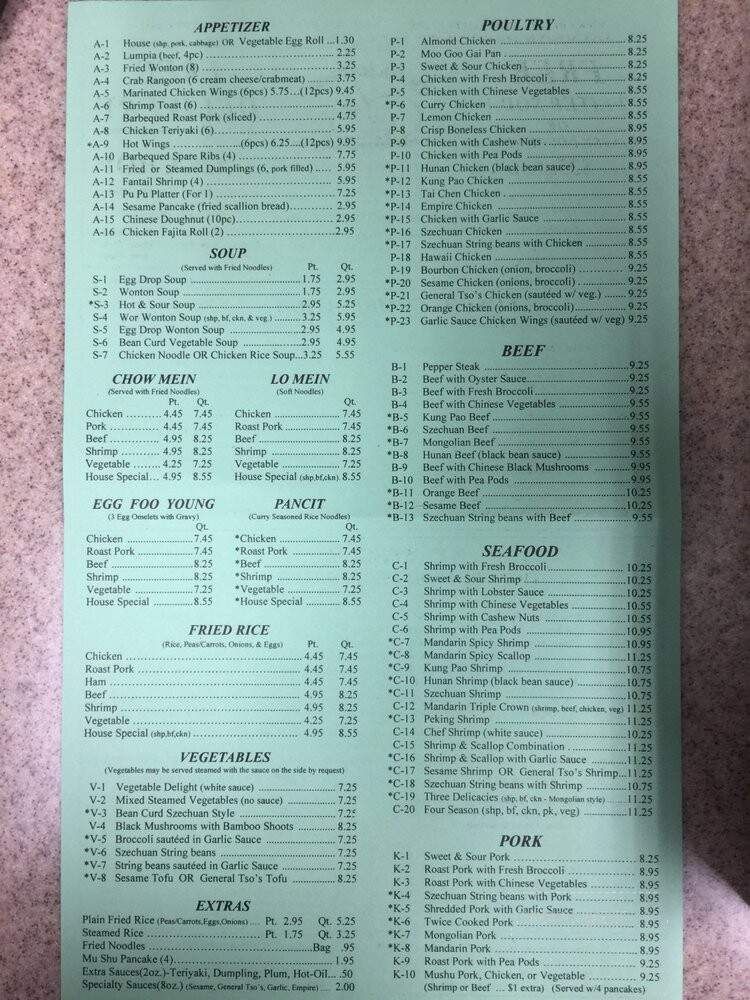 APPETIZER
A-1 House (shp, pork, cabbage) OR Vegetable Egg Roll ...1.30
A-2 Lumpia (beef, 4pc) ........ 2.25
A-3 Fried Wonton (8) ........ 3.25
A-4 Crab Rangoon (6 cream cheese/crabmeat) ........ 3.75
A-5 Marinated Chicken Wings (6pcs) 5.75...(12pcs) 9.45
A-6 Shrimp Toast (6) ........ 4.75
A-7 Barbequed Roast Pork (sliced) ........ 4.75
A-8 Chicken Teriyaki (6) ........ 5.95
*A-9 Hot Wings ........(6pcs) 6.25....(12pcs) 9.95
A-10 Barbequed Spare Ribs (4) ........ 7.75
A-11 Fried or Steamed Dumplings (6, pork filled) ..... 5.95
A-12 Fantail Shrimp (4) ........ 5.95
A-13 Pu Pu Platter (For 1) ........ 7.25
A-14 Sesame Pancake (fried scallion bread) ........ 2.95
A-15 Chinese Doughnut (10pc) ........ 2.95
A-16 Chicken Fajita Roll (2) ........ 2.95
SOUP
(Served with Fried Noodles) Pt. Qt.
S-1 Egg Drop Soup ........ 1.75 2.95
S-2 Wonton Soup ........ 1.75 2.95
*S-3 Hot & Sour Soup ........ 2.95 5.25
S-4 Wor Wonton Soup (shp, bf, ckn, & veg.) ........ 3.25 5.95
S-5 Egg Drop Wonton Soup ........ 2.95 4.95
S-6 Bean Curd Vegetable Soup ........ 2.95 4.95
S-7 Chicken Noodle OR Chicken Rice Soup...3.25 5.55
CHOW MEIN
(Served with Fried Noodles)
Pt. Qt.
Chicken ........ 4.45 7.45
Pork ........ 4.45 7.45
Beef ........ 4.95 8.25
Shrimp ........ 4.95 8.25
Vegetable ........ 4.25 7.25
House Special... 4.95 8.55
LO MEIN
(Soft Noodles)
Qt.
Chicken ........ 7.45
Roast Pork ........ 7.45
Beef ........ 8.25
Shrimp ........ 8.25
Vegetable ........ 7.25
House Special (shp,bf,ckn). 8.55
EGG FOO YOUNG
(3 Egg Omelets with Gravy)
Qt.
Chicken ........ 7.45
Roast Pork ........ 7.45
Beef ........ 8.25
Shrimp ........ 8.25
Vegetable ........ 7.25
House Special ........ 8.55
PANCIT
(Curry Seasoned Rice Noodles)
Qt.
*Chicken ........ 7.45
*Roast Pork ........ 7.45
*Beef ........ 8.25
*Shrimp ........ 8.25
*Vegetable ........ 7.25
*House Special ........ 8.55
FRIED RICE
(Rice, Peas/Carrots, Onions, & Eggs) Pt. Qt.
Chicken ........ 4.45 7.45
Roast Pork ........ 4.45 7.45
Ham ........ 4.45 7.45
Beef ........ 4.95 8.25
Shrimp ........ 4.95 8.25
Vegetable ........ 4.25 7.25
House Special (shp,bf,ckn) ........ 4.95 8.55
VEGETABLES
(Vegetables may be served steamed with the sauce on the side by request)
V-1 Vegetable Delight (white sauce) ........ 7.25
V-2 Mixed Steamed Vegetables (no sauce) ........ 7.25
*V-3 Bean Curd Szechuan Style ........ 7.25
V-4 Black Mushrooms with Bamboo Shoots ........ 8.25
*V-5 Broccoli sautéed in Garlic Sauce ........ 7.25
*V-6 Szechuan String beans ........ 7.25
*V-7 String beans sautéed in Garlic Sauce ........ 7.25
*V-8 Sesame Tofu OR General Tso's Tofu ........ 8.25
EXTRAS
Plain Fried Rice (Peas/Carrots,Eggs,Onions) .... Pt. 2.95 Qt. 5.25
Steamed Rice ........ Pt. 1.75 Qt. 3.25
Fried Noodles ........Bag .95
Mu Shu Pancake (4) ........ 1.95
Extra Sauces(2oz.)-Teriyaki, Dumpling, Plum, Hot-Oil... .50
Specialty Sauces(8oz.) (Sesame, General Tso's, Garlic, Empire) .... 2.00
POULTRY
P-1 Almond Chicken ........ 8.25
P-2 Moo Goo Gai Pan ........ 8.25
P-3 Sweet & Sour Chicken ........ 8.25
P-4 Chicken with Fresh Broccoli ........ 8.25
P-5 Chicken with Chinese Vegetables ........ 8.55
*P-6 Curry Chicken ........ 8.25
P-7 Lemon Chicken ........ 8.25
P-8 Crisp Boneless Chicken ........ 8.95
P-9 Chicken with Cashew Nuts ........ 8.55
P-10 Chicken with Pea Pods ........ 8.95
*P-11 Hunan Chicken (black bean sauce) ........ 8.95
*P-12 Kung Pao Chicken ........ 8.55
*P-13 Tai Chen Chicken ........ 8.55
*P-14 Empire Chicken ........ 8.55
*P-15 Chicken with Garlic Sauce ........ 8.55
*P-16 Szechuan Chicken ........ 8.55
*P-17 Szechuan String beans with Chicken ........ 8.55
P-18 Hawaii Chicken ........ 8.55
P-19 Bourbon Chicken (onion, broccoli) ........ 9.25
*P-20 Sesame Chicken (onions, broccoli) ........ 9.25
*P-21 General Tso's Chicken (sautéed w/ veg.) ....... 9.25
*P-22 Orange Chicken (onions, broccoli)........ 9.25
*P-23 Garlic Sauce Chicken Wings (sautéed w/ veg) 9.25
BEEF
B-1 Pepper Steak ........9.25
B-2 Beef with Oyster Sauce........ 9.25
B-3 Beef with Fresh Broccoli........ 9.25
B-4 Beef with Chinese Vegetables ........ 9.55
*B-5 Kung Pao Beef ........ 9.55
*B-6 Szechuan Beef ........ 9.55
*B-7 Mongolian Beef ........ 9.55
*B-8 Hunan Beef (black bean sauce) ........ 9.55
B-9 Beef with Chinese Black Mushrooms ........9.95
B-10 Beef with Pea Pods ........9.95
*B-11 Orange Beef ........10.25
*B-12 Sesame Beef ........10.25
*B-13 Szechuan String beans with Beef ........ 9.55
SEAFOOD
C-1 Shrimp with Fresh Broccoli........ 10.25
C-2 Sweet & Sour Shrimp ........10.25
C-3 Shrimp with Lobster Sauce ........10.25
C-4 Shrimp with Chinese Vegetables ........ 10.55
C-5 Shrimp with Cashew Nuts ........ 10.55
C-6 Shrimp with Pea Pods ........ 10.95
*C-7 Mandarin Spicy Shrimp ........ 10.95
*C-8 Mandarin Spicy Scallop ........ 11.25
*C-9 Kung Pao Shrimp ........ 10.75
*C-10 Hunan Shrimp (black bean sauce) ........10.75
*C-11 Szechuan Shrimp ........10.75
C-12 Mandarin Triple Crown (shrimp, beef, chicken, veg) 11.25
*C-13 Peking Shrimp ........ 11.25
C-14 Chef Shrimp (white sauce) ........10.25
C-15 Shrimp & Scallop Combination ........11.25
*C-16 Shrimp & Scallop with Garlic Sauce ........11.25
*C-17 Sesame Shrimp OR General Tso's Shrimp...11.25
*C-18 Szechuan String beans with Shrimp ........10.75
*C-19 Three Delicacies (shp, bf, ckn - Mongolian style) ........11.25
C-20 Four Season (shp, bf, ckn, pk, veg) ........11.25
PORK
K-1 Sweet & Sour Pork ........ 8.25
K-2 Roast Pork with Fresh Broccoli ........ 8.95
K-3 Roast Pork with Chinese Vegetables ........ 8.95
*K-4 Szechuan String beans with Pork ........ 8.95
*K-5 Shredded Pork with Garlic Sauce ........ 8.95
*K-6 Twice Cooked Pork ........ 8.95
*K-7 Mongolian Pork ........ 8.95
*K-8 Mandarin Pork ........ 8.95
K-9 Roast Pork with Pea Pods ........ 8.95
K-10 Mushu Pork, Chicken, or Vegetable ........ 9.25
(Shrimp or Beef ... $1 extra) (Served w/4 pancakes)